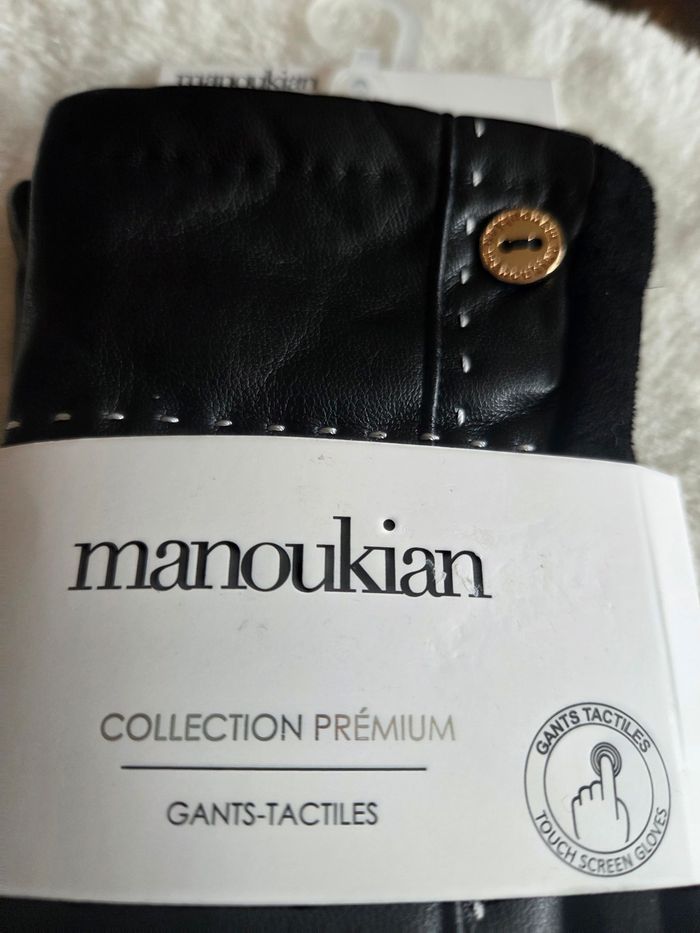 manoukian
manoukian
COLLECTION PRÉMIUM
GANTS-TACTILES
GANTS TACTILES
TOUCH SCREEN GLOVES